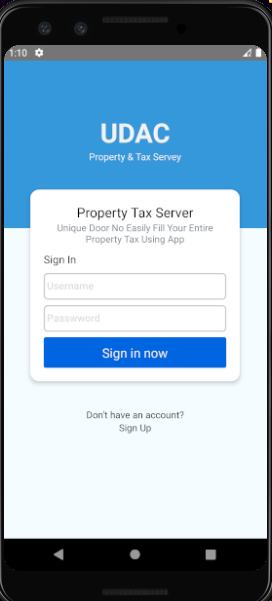 1:10
UDAC
Property & Tax Servey
Property Tax Server
Unique Door No Easily Fill Your Entire
Property Tax Using App
Sign In
Username
Passwword
Sign in now
Don't have an account?
Sign Up